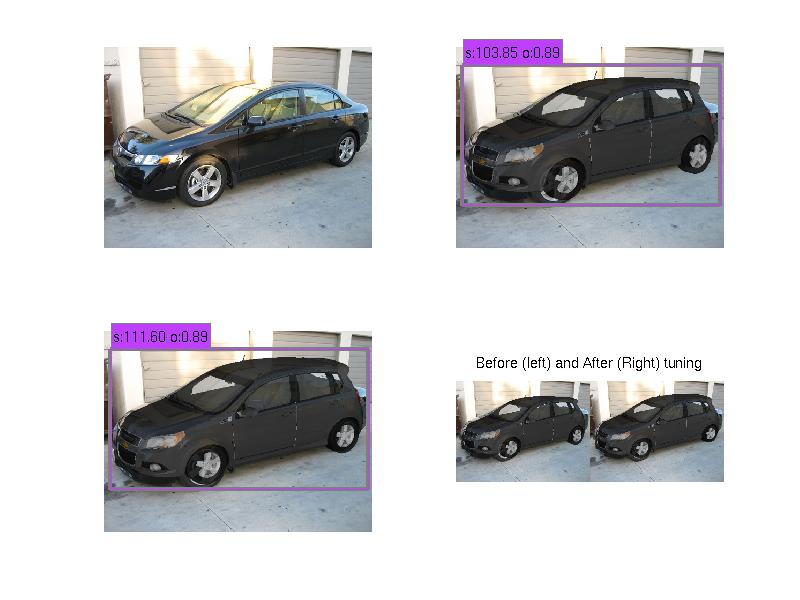 s:103.85 o:0.89
s:111.60 o:0.89
Before (left) and After (Right) tuning